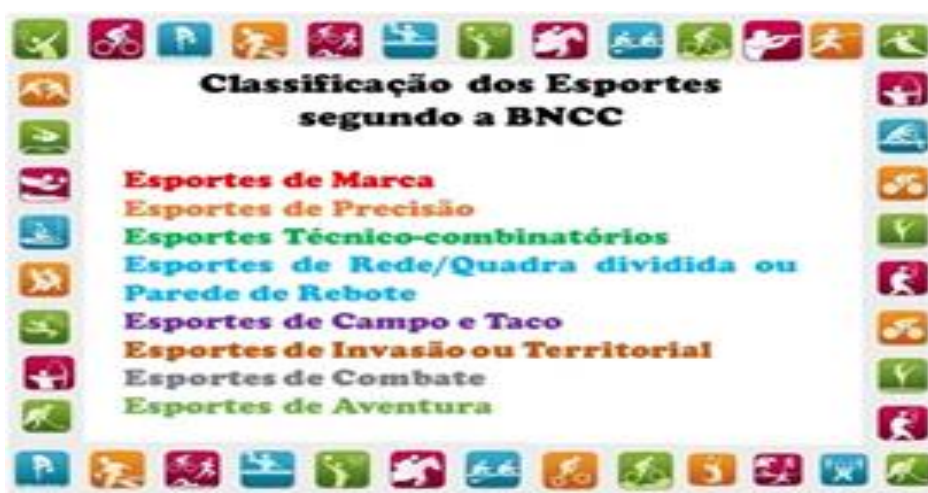 Classificação dos Esportes
segundo a BNCC
Esportes de Marca
Esportes de Precisão
Esportes Técnico-combinatórios
Esportes de Rede/Quadra dividida ou
Parede de Rebote
Esportes de Campo e Taco
Esportes de Invasão ou Territorial
Esportes de Combate
Esportes de Aventura